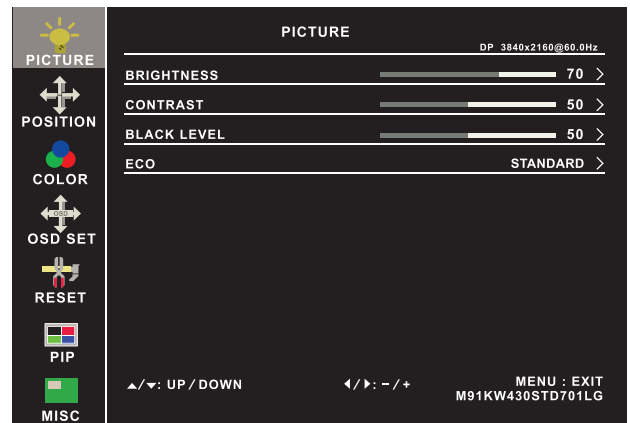 PICTURE
DP 3840x2160@60.0Hz
PICTURE
BRIGHTNESS 70 >
CONTRAST 50 >
POSITION
BLACK LEVEL 50 >
ECO STANDARD >
COLOR
OSD
OSD SET
RESET
PIP
▲/▼: UP/DOWN ◀/▶: -/+ MENU : EXIT
M91KW430STD701LG
MISC